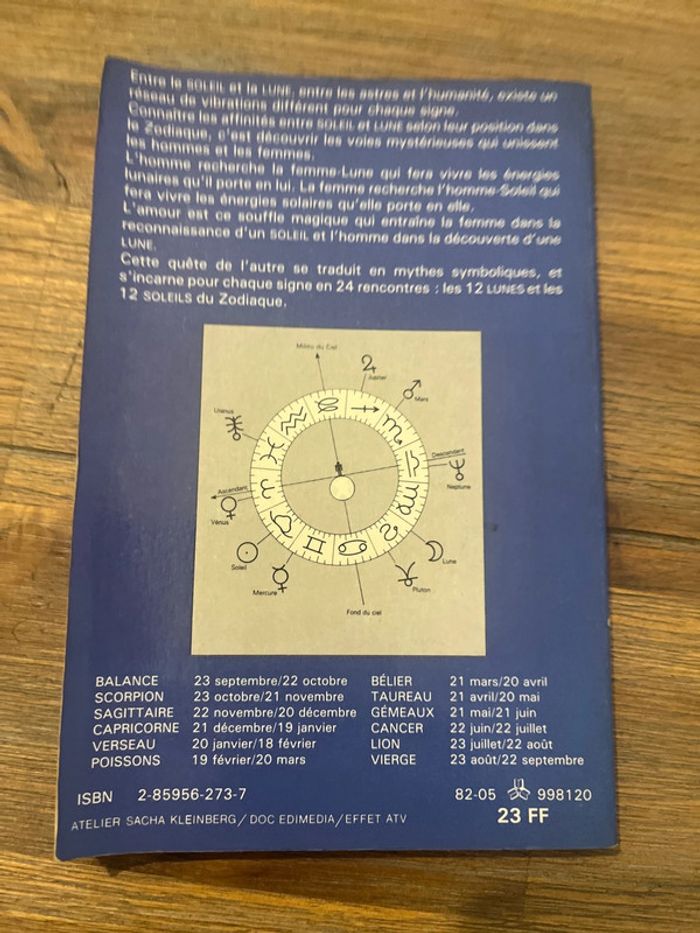 Entre le SOLEIL et la LUNE, entre les astres et l'humanité, existe un
réseau de vibrations différent pour chaque signe.
Connaître les affinités entre SOLEIL et LUNE selon leur position dans
le Zodiaque, c'est découvrir les voies mystérieuses qui unissent
les hommes et les femmes.
L'homme recherche la femme-Lune qui fera vivre les énergies
lunaires qu'il porte en lui. La femme recherche l'homme-Soleil qui
fera vivre les énergies solaires qu'elle porte en elle.
L'amour est ce souffle magique qui entraîne la femme dans la
reconnaissance d'un SOLEIL et l'homme dans la découverte d'une
LUNE.
Cette quête de l'autre se traduit en mythes symboliques, et
s'incarne pour chaque signe en 24 rencontres : les 12 LUNES et les
12 SOLEILS du Zodiaque.
Milieu du Ciel
Jupiter
Mars
Uranus
Descendant
Neptune
Ascendant
Vénus
Soleil
Lune
Mercure
Pluton
Fond du ciel
BALANCE 23 septembre/22 octobre BÉLIER 21 mars/20 avril
SCORPION 23 octobre/21 novembre TAUREAU 21 avril/20 mai
SAGITTAIRE 22 novembre/20 décembre GÉMEAUX 21 mai/21 juin
CAPRICORNE 21 décembre/19 janvier CANCER 22 juin/22 juillet
VERSEAU 20 janvier/18 février LION 23 juillet/22 août
POISSONS 19 février/20 mars VIERGE 23 août/22 septembre
ISBN 2-85956-273-7 82-05 998120
ATELIER SACHA KLEINBERG/DOC EDIMEDIA/EFFET ATV 23 FF